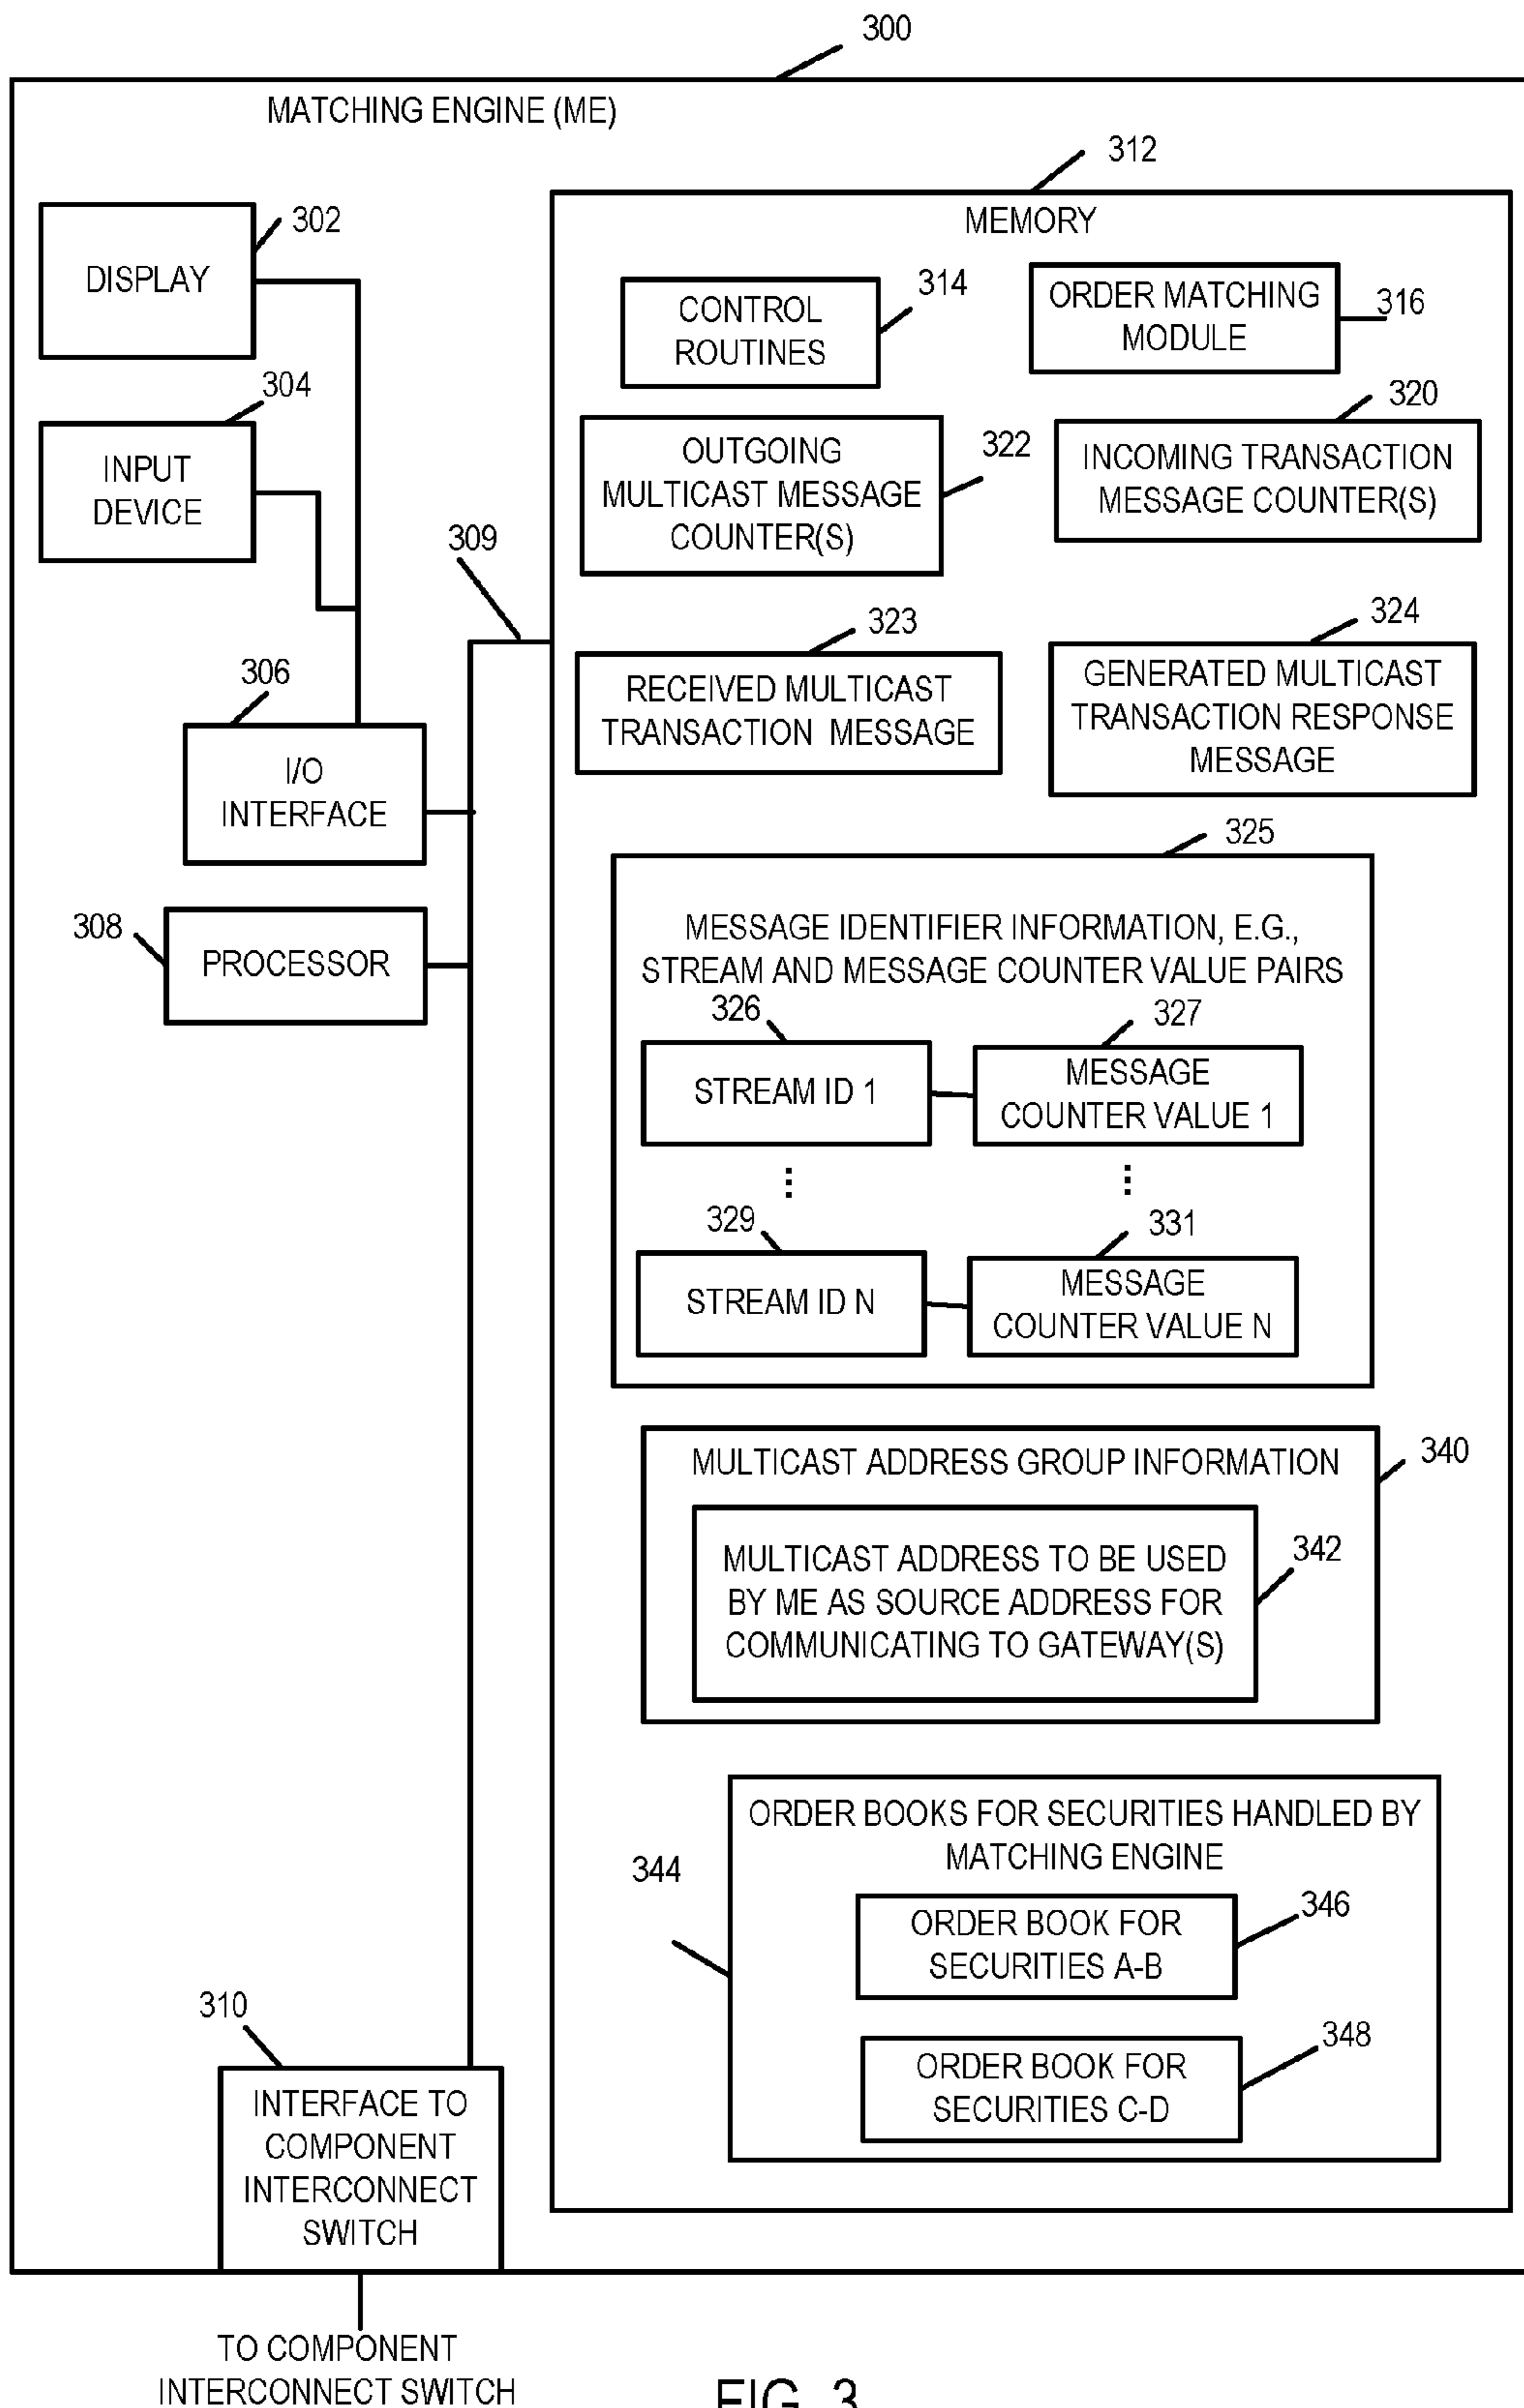 300
MATCHING ENGINE (ME)
312
MEMORY
302
DISPLAY
314
CONTROL
ROUTINES
ORDER MATCHING
MODULE
316
304
INPUT
DEVICE
322
OUTGOING
MULTICAST MESSAGE
COUNTER(S)
320
INCOMING TRANSACTION
MESSAGE COUNTER(S)
309
323
RECEIVED MULTICAST
TRANSACTION MESSAGE
324
GENERATED MULTICAST
TRANSACTION RESPONSE
MESSAGE
306
I/O
INTERFACE
308
PROCESSOR
325
MESSAGE IDENTIFIER INFORMATION, E.G.,
STREAM AND MESSAGE COUNTER VALUE PAIRS
326
STREAM ID 1
327
MESSAGE
COUNTER VALUE 1
⋮
⋮
329
STREAM ID N
331
MESSAGE
COUNTER VALUE N
MULTICAST ADDRESS GROUP INFORMATION
340
MULTICAST ADDRESS TO BE USED
BY ME AS SOURCE ADDRESS FOR
COMMUNICATING TO GATEWAY(S)
342
344
ORDER BOOKS FOR SECURITIES HANDLED BY
MATCHING ENGINE
ORDER BOOK FOR
SECURITIES A-B
346
ORDER BOOK FOR
SECURITIES C-D
348
310
INTERFACE TO
COMPONENT
INTERCONNECT
SWITCH
TO COMPONENT
INTERCONNECT SWITCH
FIG. 3